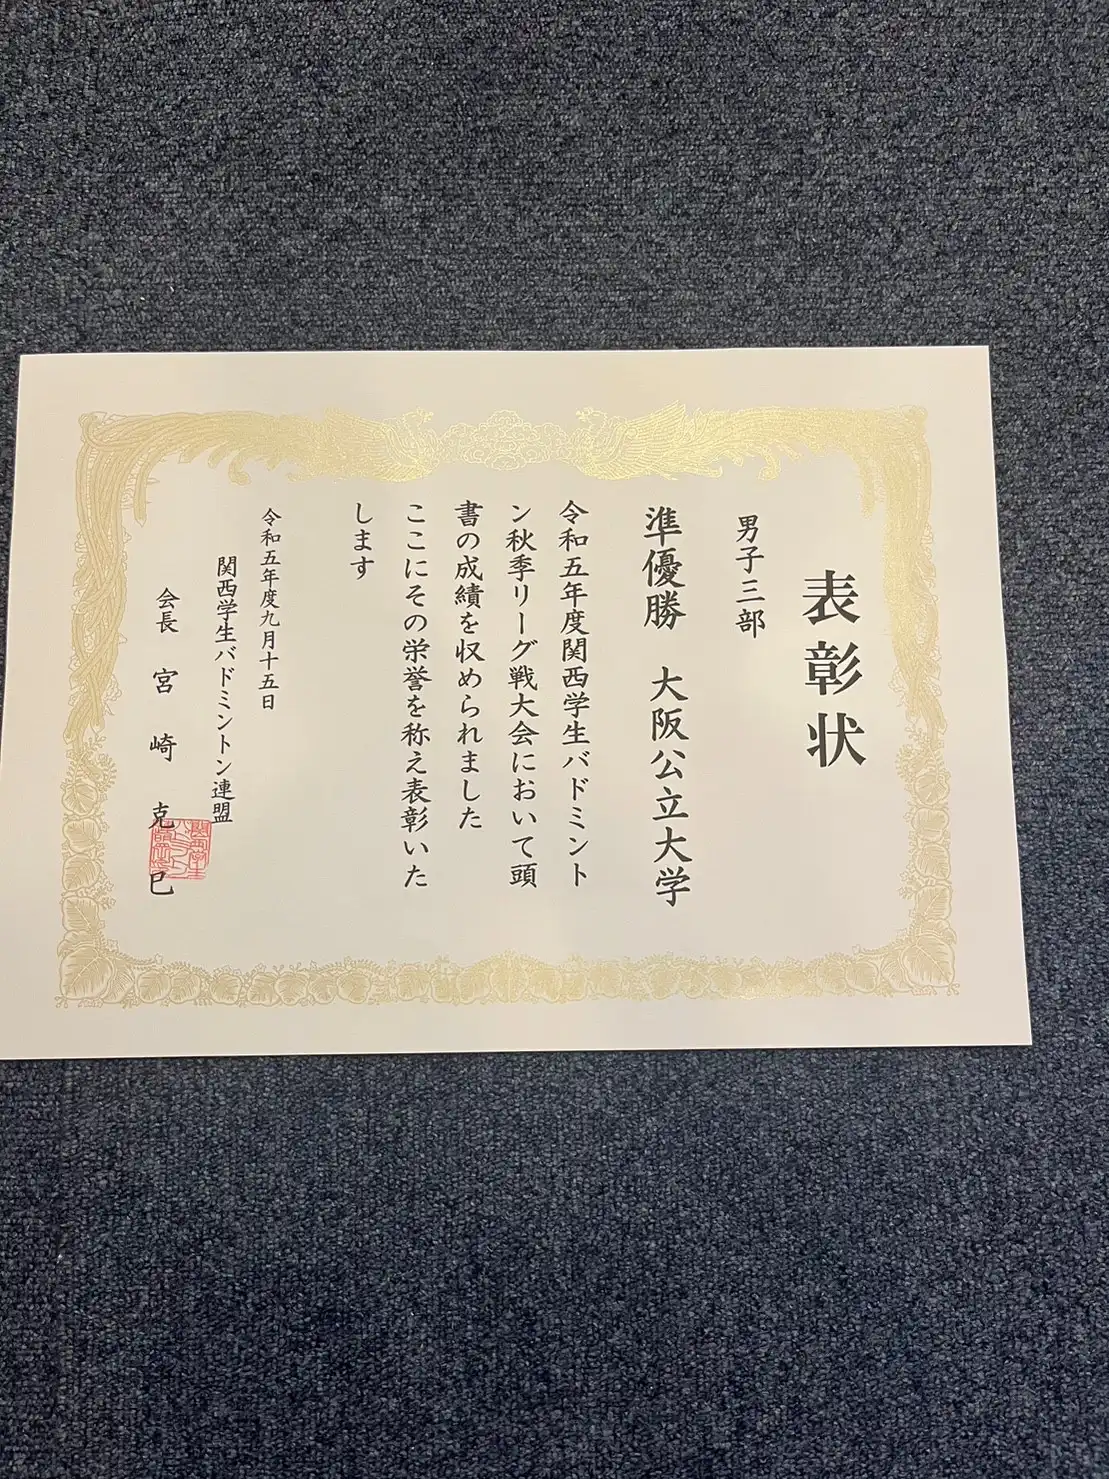 表彰状
男子三部
準優勝 大阪公立大学
令和五年度関西学生バドミント
ン秋季リーグ戦大会において頭
書の成績を収められました
ここにその栄誉を称え表彰いた
します
令和五年度九月十五日
関西学生バドミントン連盟
会長 宮崎克巳